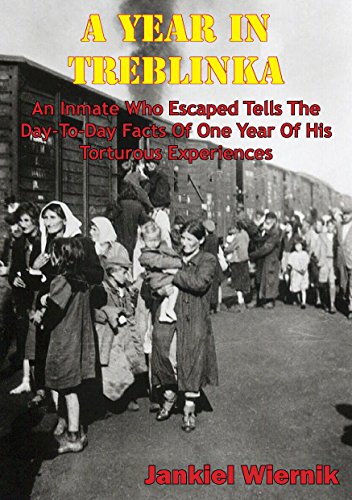 A YEAR IN
TREBLINKA
An Inmate Who Escaped Tells The
Day-To-Day Facts Of One Year Of His
Torturous Experiences
Jankiel Wiernik